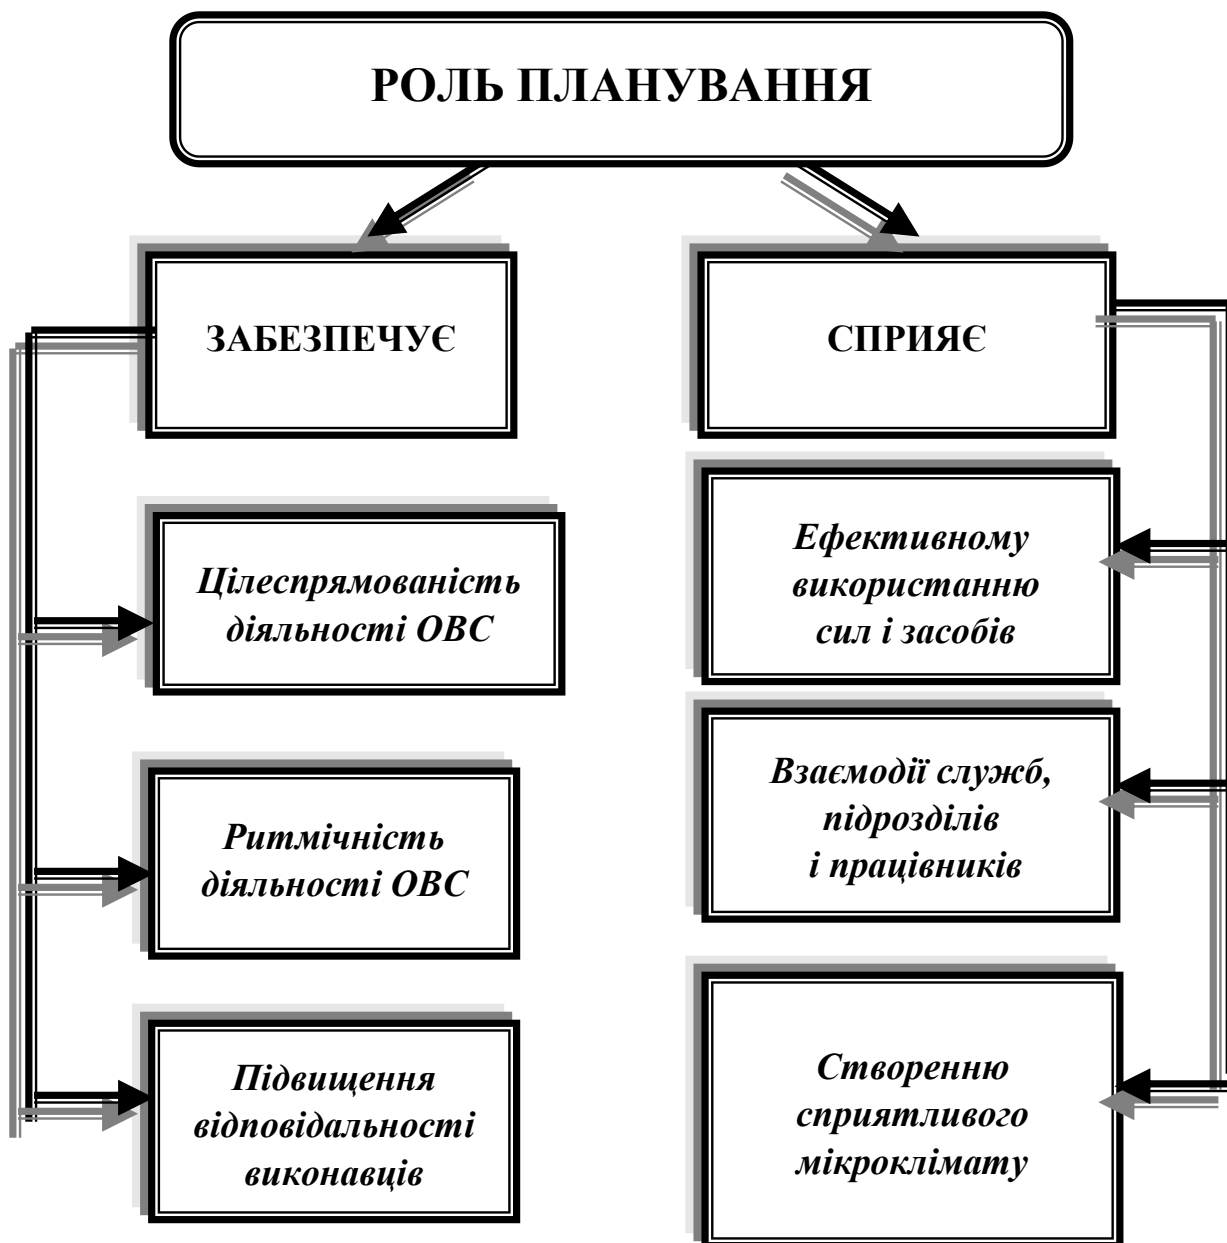 РОЛЬ ПЛАНУВАННЯ
ЗАБЕЗПЕЧУЄ
Цілеспрямованість
діяльності ОВС
Ритмічність
діяльності ОВС
Підвищення
відповідальності
виконавців
СПРИЯЄ
Ефективному
використанню
сил і засобів
Взаємодії служб,
підрозділів
і працівників
Створенню
сприятливого
мікроклімату